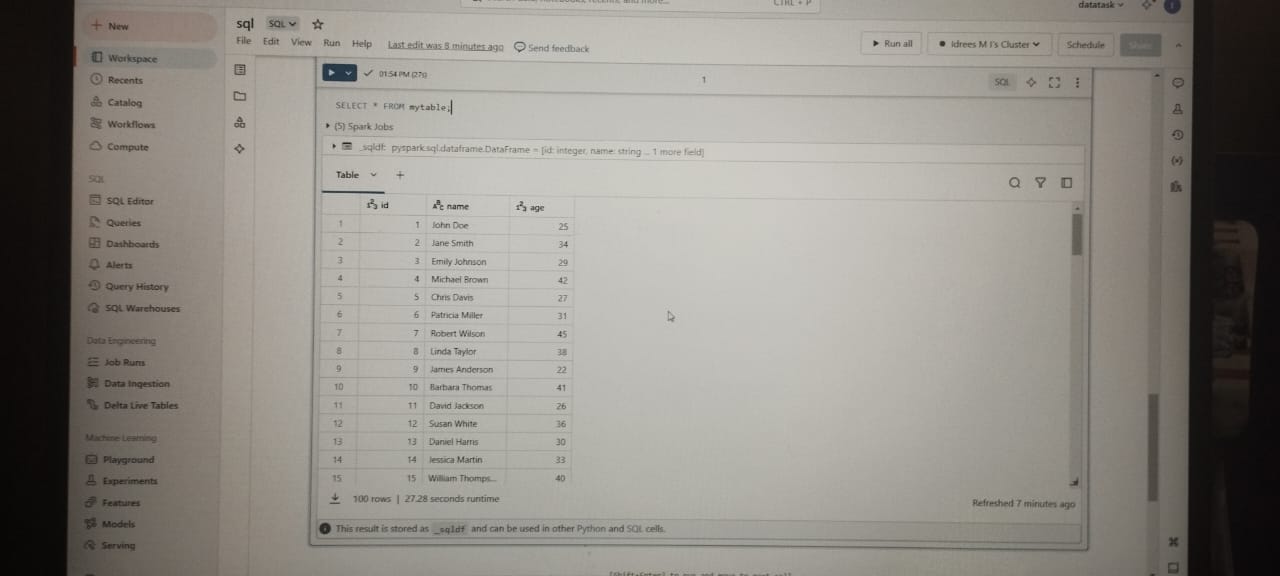 CTRL + P
datatask
New
sql SQL
File Edit View Run Help Last edit was 8 minutes ago Send feedback
Run all Idrees M I's Cluster Schedule Share
Workspace
Recents
Catalog
Workflows
Compute
SQL
SQL Editor
Queries
Dashboards
Alerts
Query History
SQL Warehouses
Data Engineering
Job Runs
Data Ingestion
Delta Live Tables
Machine Learning
Playground
Experiments
Features
Models
Serving
01:54 PM (27s) 1 SQL
SELECT * FROM mytable;
(5) Spark Jobs
_sqldf: pyspark.sql.dataframe.DataFrame = [id: integer, name: string ... 1 more field]
Table +
id name age
1 1 John Doe 25
2 2 Jane Smith 34
3 3 Emily Johnson 29
4 4 Michael Brown 42
5 5 Chris Davis 27
6 6 Patricia Miller 31
7 7 Robert Wilson 45
8 8 Linda Taylor 38
9 9 James Anderson 22
10 10 Barbara Thomas 41
11 11 David Jackson 26
12 12 Susan White 36
13 13 Daniel Harris 30
14 14 Jessica Martin 33
15 15 William Thomps... 40
100 rows | 27.28 seconds runtime Refreshed 7 minutes ago
This result is stored as _sqldf and can be used in other Python and SQL cells.